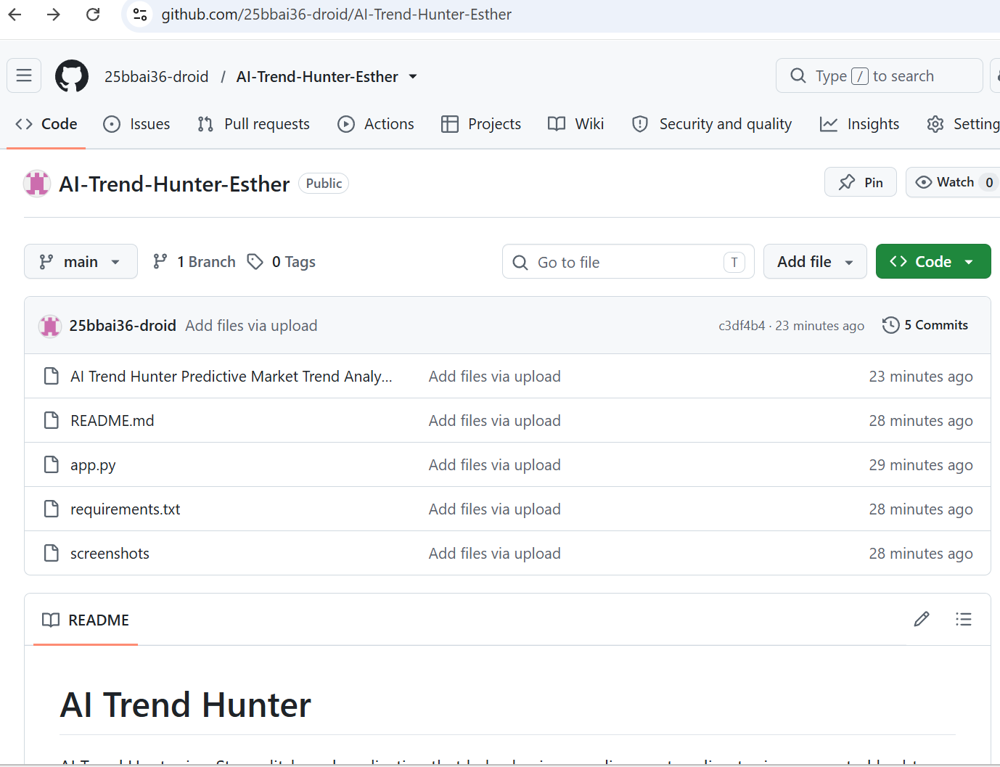 github.com/25bbai36-droid/AI-Trend-Hunter-Esther
25bbai36-droid / AI-Trend-Hunter-Esther
Type / to search
Code Issues Pull requests Actions Projects Wiki Security and quality Insights Setting
AI-Trend-Hunter-Esther Public Pin Watch 0
main 1 Branch 0 Tags Go to file T Add file Code
25bbai36-droid Add files via upload c3df4b4 · 23 minutes ago 5 Commits
AI Trend Hunter Predictive Market Trend Analy... Add files via upload 23 minutes ago
README.md Add files via upload 28 minutes ago
app.py Add files via upload 29 minutes ago
requirements.txt Add files via upload 28 minutes ago
screenshots Add files via upload 28 minutes ago
README
AI Trend Hunter